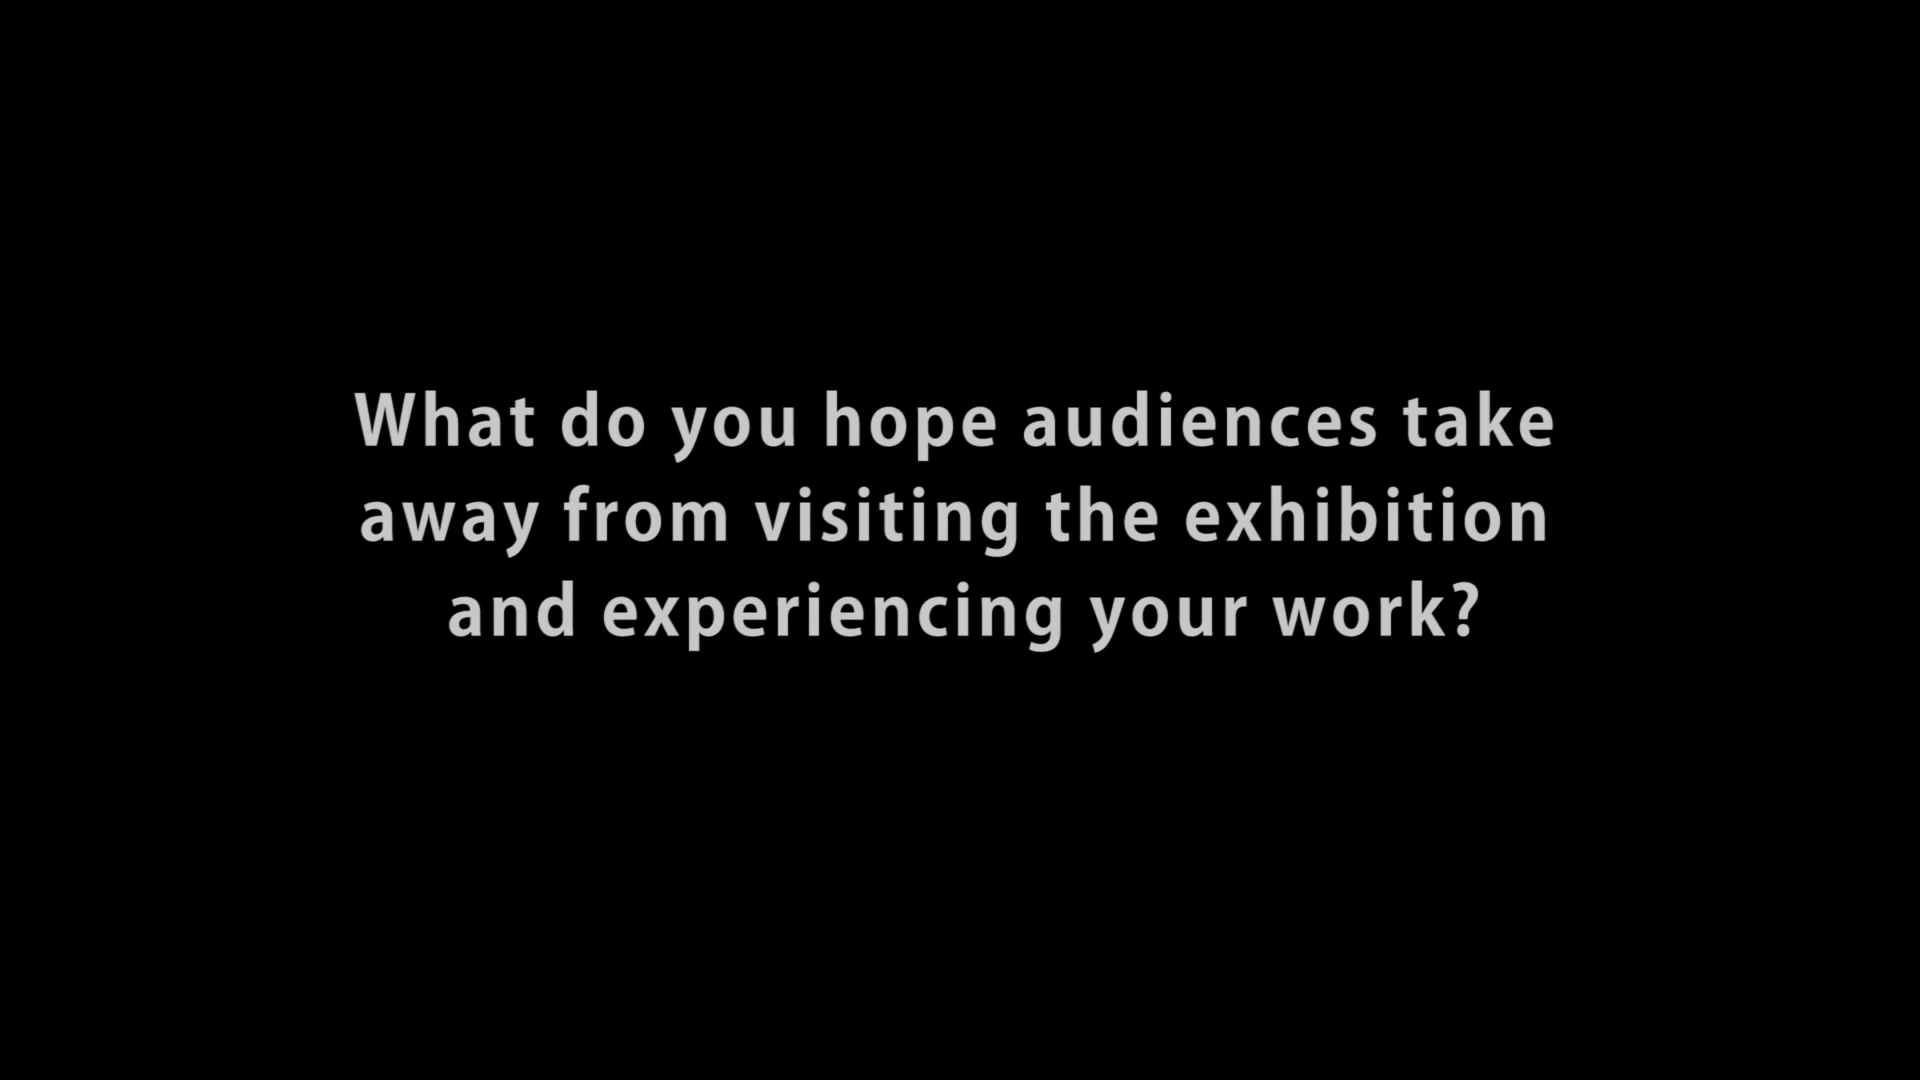 What do you hope audiences take
away from visiting the exhibition
and experiencing your work?